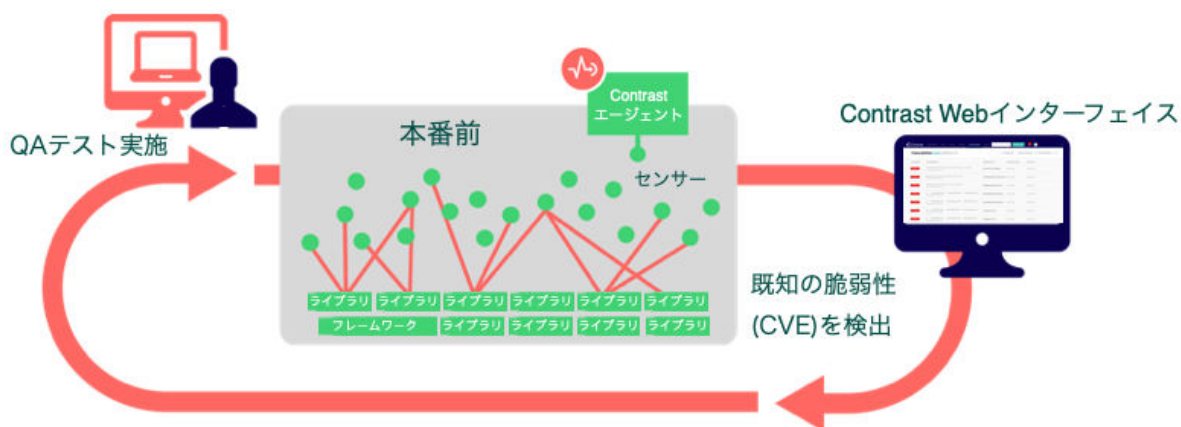 QAテスト実施
本番前
Contrast
エージェント
センサー
Contrast Webインターフェイス
ライブラリ ライブラリ ライブラリ ライブラリ ライブラリ ライブラリ
フレームワーク ライブラリ ライブラリ ライブラリ ライブラリ
既知の脆弱性
(CVE)を検出